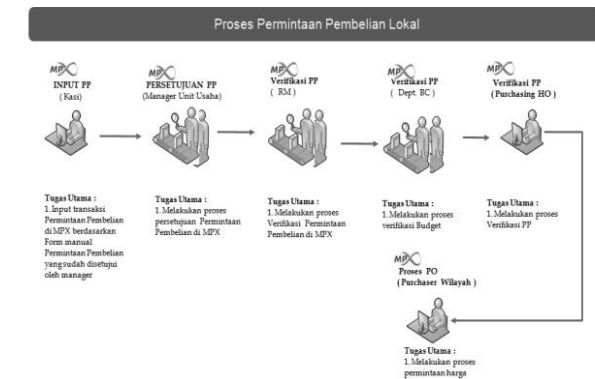 Proses Permintaan Pembelian Lokal
MPX
INPUT PP
(Kasi)
Tugas Utama :
1. Input transaksi
Permintaan Pembelian
di MPX berdasarkan
Form manual
Permintaan Pembelian
yang sudah disetujui
oleh manager
MPX
PERSETUJUAN PP
(Manager Unit Usaha)
Tugas Utama :
1. Melakukan proses
persetujuan Permintaan
Pembelian di MPX
MPX
Verifikasi PP
( RM )
Tugas Utama :
1. Melakukan proses
Verifikasi Permintaan
Pembelian di MPX
MPX
Verifikasi PP
( Dept. BC )
Tugas Utama :
1. Melakukan proses
verifikasi Budget
MPX
Verifikasi PP
(Purchasing HO )
Tugas Utama :
1. Melakukan proses
Verifikasi PP
MPX
Proses PO
( Purchaser Wilayah )
Tugas Utama :
1. Melakukan proses
permintaan harga